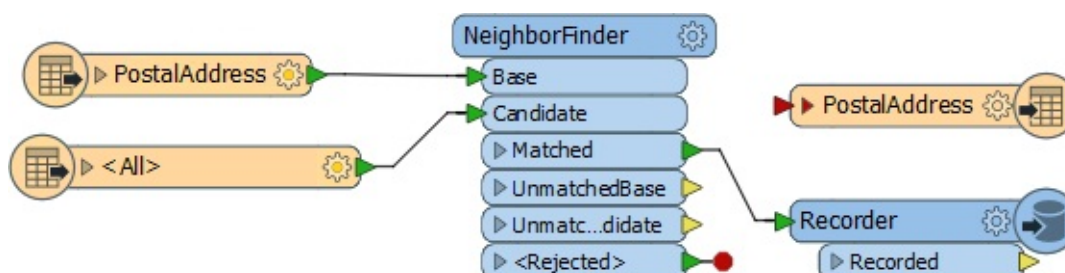 NeighborFinder
PostalAddress
Base
PostalAddress
Candidate
<All>
Matched
UnmatchedBase
Unmatc...didate
Recorder
<Rejected>
Recorded